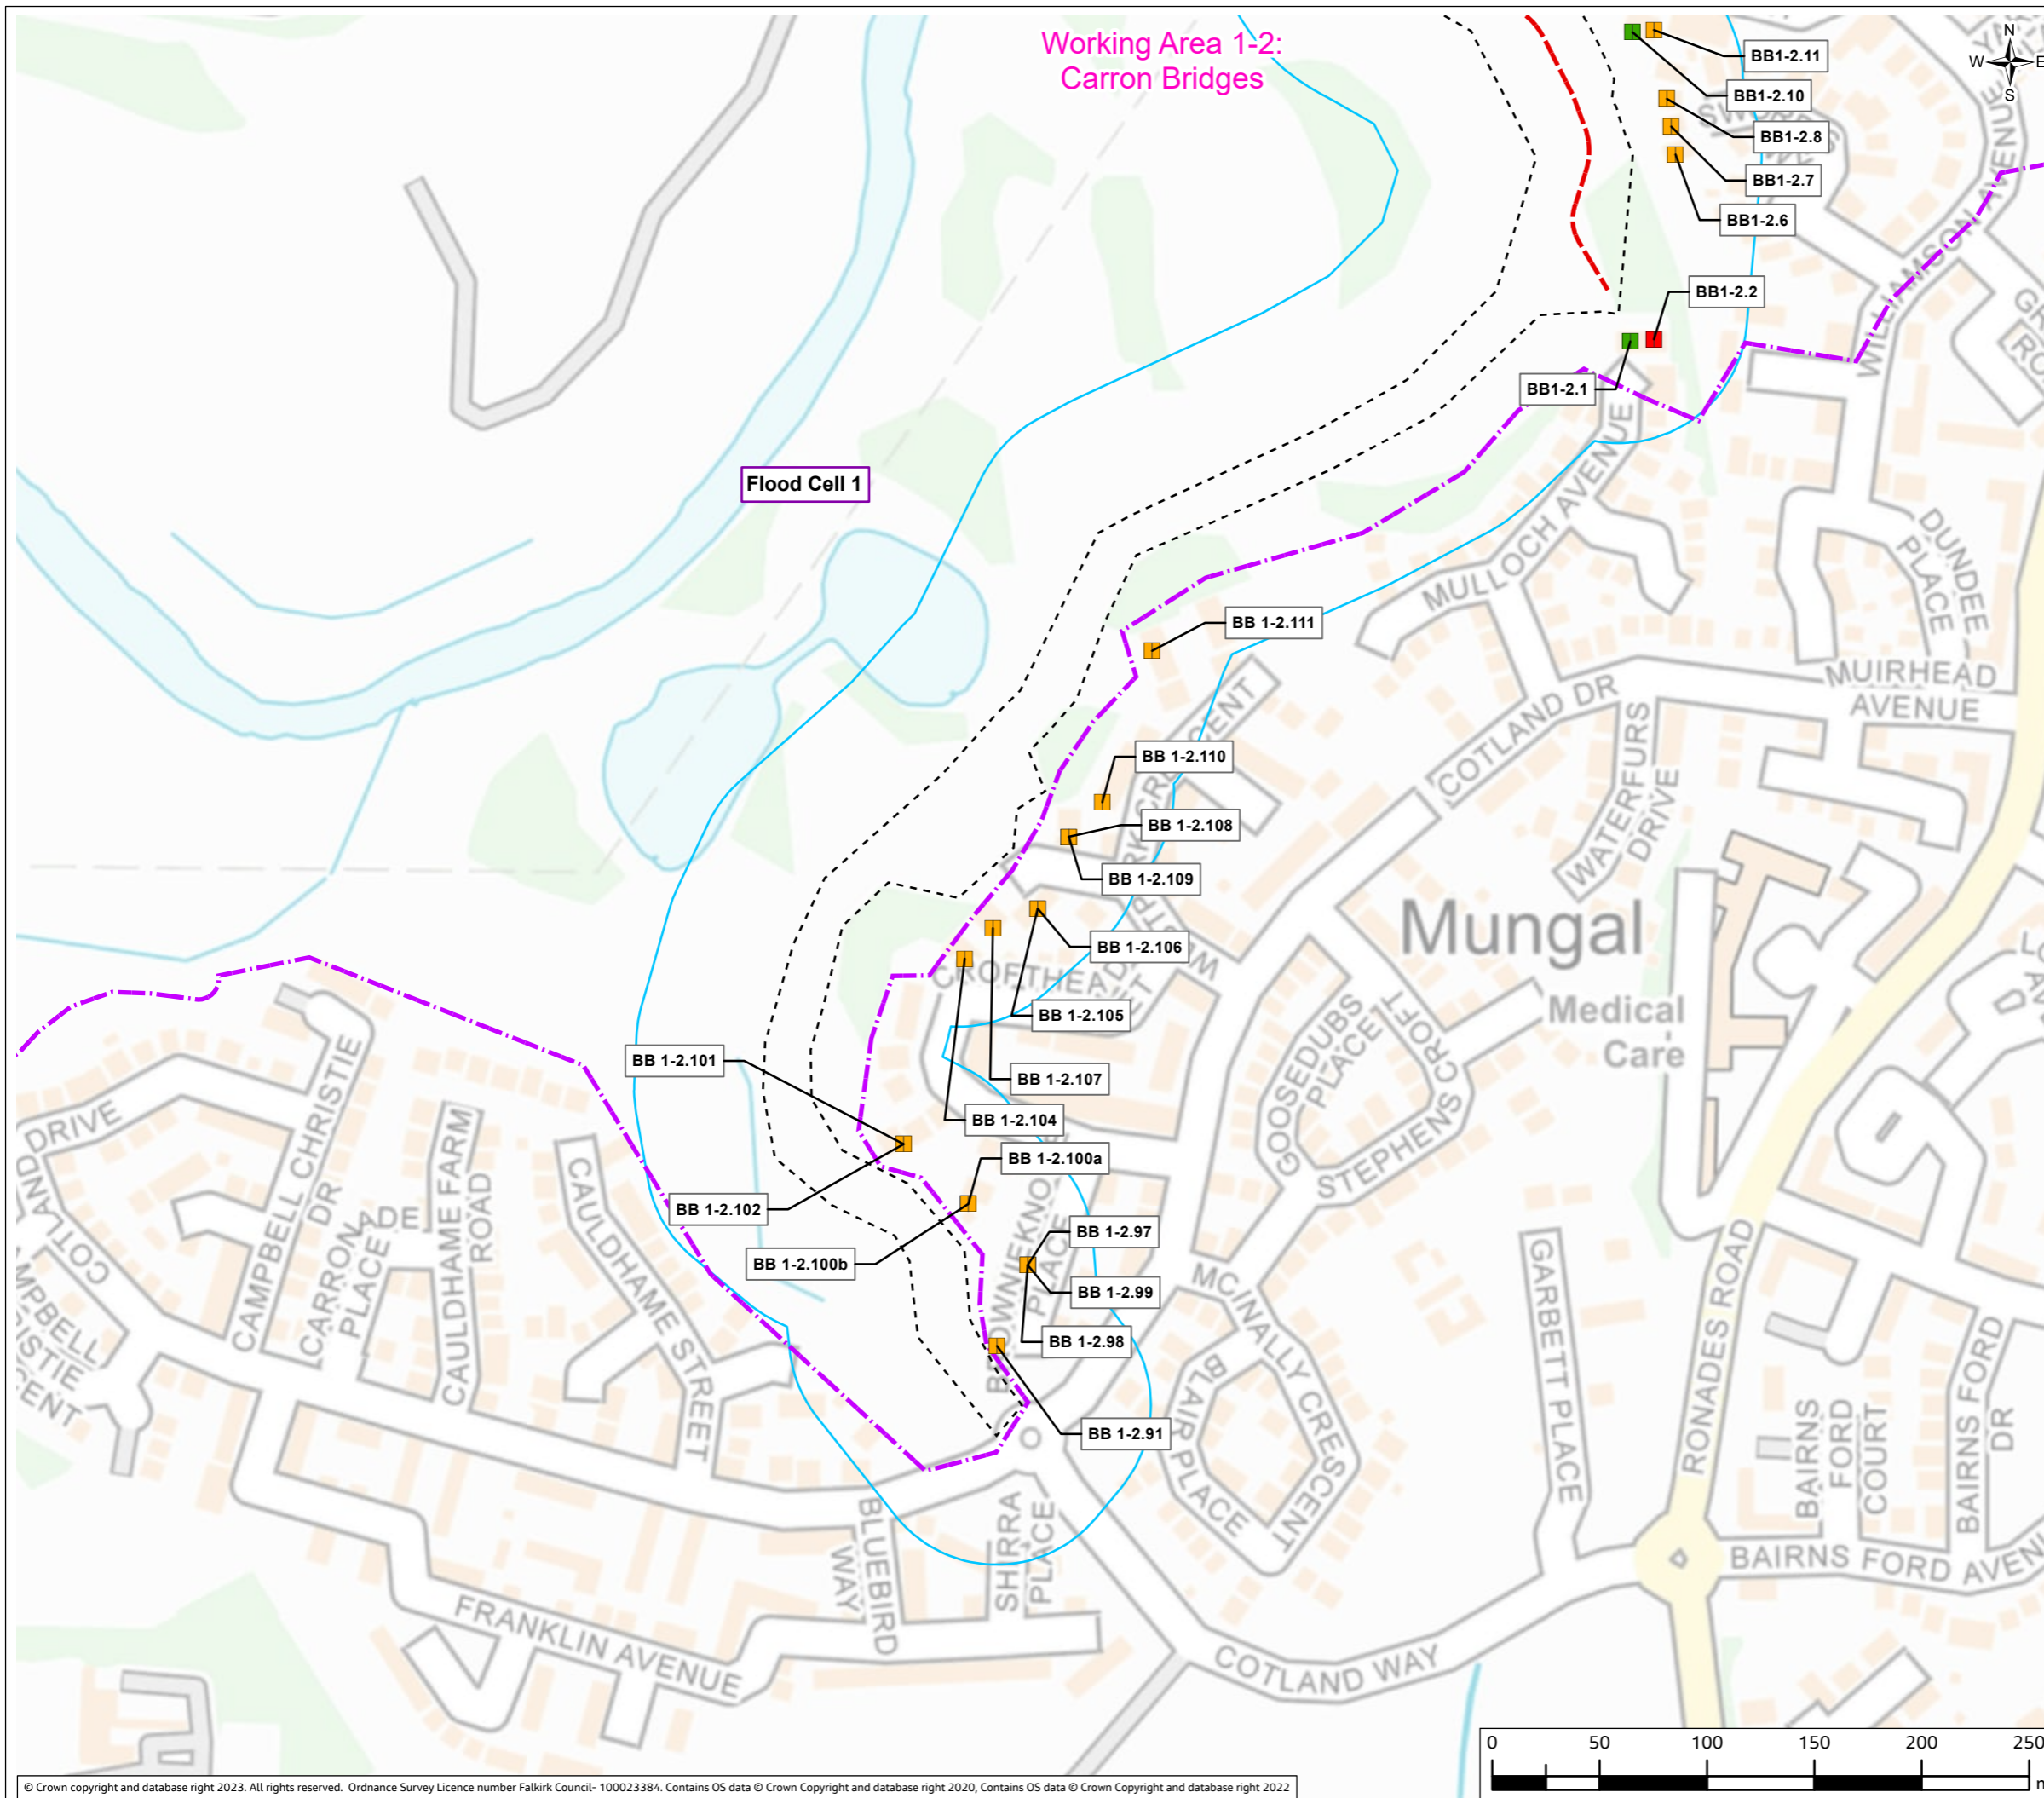 Working Area 1-2:
Carron Bridges
N
W
E
S
BB1-2.11
BB1-2.10
BB1-2.8
BB1-2.7
BB1-2.6
BB1-2.2
BB1-2.1
WILLIAMSON AVENUE
Flood Cell 1
MULLOCH AVENUE
DUNDEE
PLACE
BB 1-2.111
MUIRHEAD
AVENUE
COTLAND DR
WATERFURS
DRIVE
BB 1-2.110
BB 1-2.108
BB 1-2.109
Mungal
BB 1-2.106
BB 1-2.105
Medical
Care
GOOSEDUBS
PLACE
STEPHENS CROFT
BB 1-2.101
BB 1-2.107
BB 1-2.104
BB 1-2.100a
BB 1-2.102
BB 1-2.100b
BB 1-2.97
BB 1-2.99
BB 1-2.98
BB 1-2.91
DRIVE
COTLAND
CAMPBELL CHRISTIE
DR
CARRON
PLACE
CAULDHAME FARM
ROAD
CAULDHAME STREET
PLACE
MCINALLY CRESCENT
BLAIR PLACE
GARBETT PLACE
RONADES ROAD
BAIRNS
FORD
COURT
BAIRNS FORD
DR
BLUEBIRD
WAY
SHIRRA
PLACE
BAIRNS FORD AVEN
FRANKLIN AVENUE
COTLAND WAY
0 50 100 150 200 250
© Crown copyright and database right 2023. All rights reserved. Ordnance Survey Licence number Falkirk Council- 100023384. Contains OS data © Crown Copyright and database right 2020, Contains OS data © Crown Copyright and database right 2022